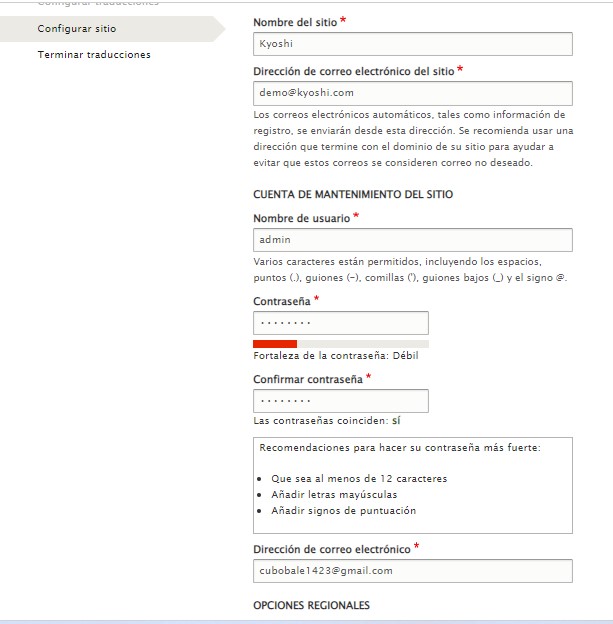 Configurar traducciones
Configurar sitio
Terminar traducciones
Nombre del sitio *
Kyoshi
Dirección de correo electrónico del sitio *
demo@kyoshi.com
Los correos electrónicos automáticos, tales como información de
registro, se enviarán desde esta dirección. Se recomienda usar una
dirección que termine con el dominio de su sitio para ayudar a
evitar que estos correos se consideren correo no deseado.
CUENTA DE MANTENIMIENTO DEL SITIO
Nombre de usuario *
admin
Varios caracteres están permitidos, incluyendo los espacios,
puntos (.), guiones (-), comillas ('), guiones bajos (_) y el signo @.
Contraseña *
••••••••
Fortaleza de la contraseña: Débil
Confirmar contraseña *
••••••••
Las contraseñas coinciden: sí
Recomendaciones para hacer su contraseña más fuerte:
• Que sea al menos de 12 caracteres
• Añadir letras mayúsculas
• Añadir signos de puntuación
Dirección de correo electrónico *
cubobale1423@gmail.com
OPCIONES REGIONALES